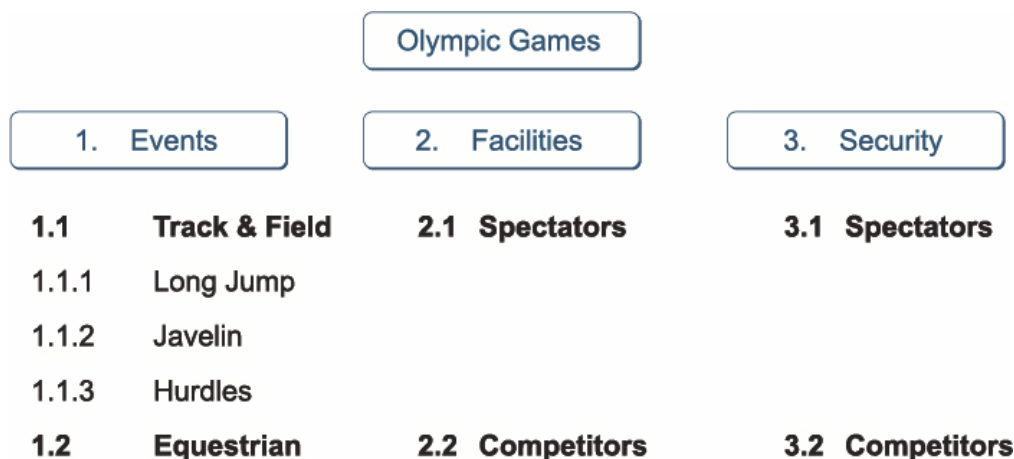 Olympic Games
1. Events 2. Facilities 3. Security
1.1 Track & Field 2.1 Spectators 3.1 Spectators
1.1.1 Long Jump
1.1.2 Javelin
1.1.3 Hurdles
1.2 Equestrian 2.2 Competitors 3.2 Competitors